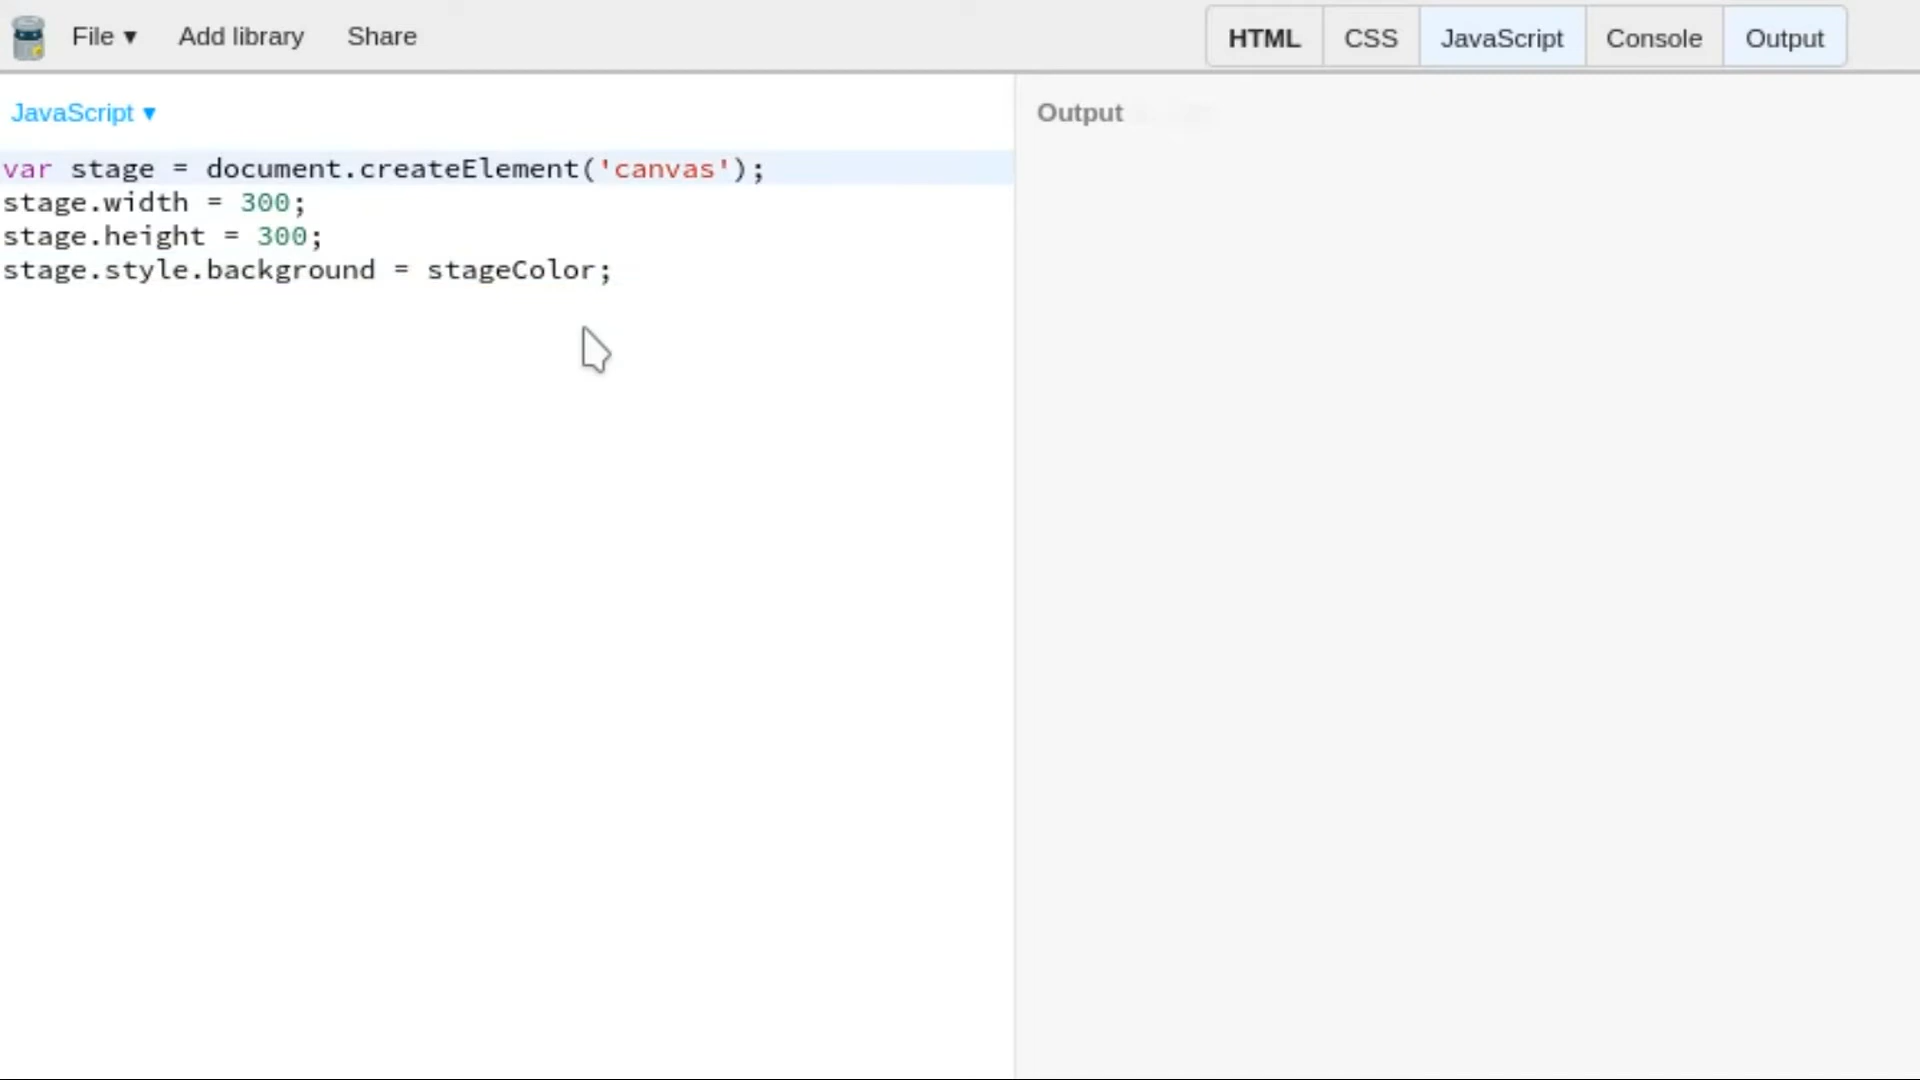 File ▾ Add library Share HTML CSS JavaScript Console Output
JavaScript ▾
Output
var stage = document.createElement('canvas');
stage.width = 300;
stage.height = 300;
stage.style.background = stageColor;